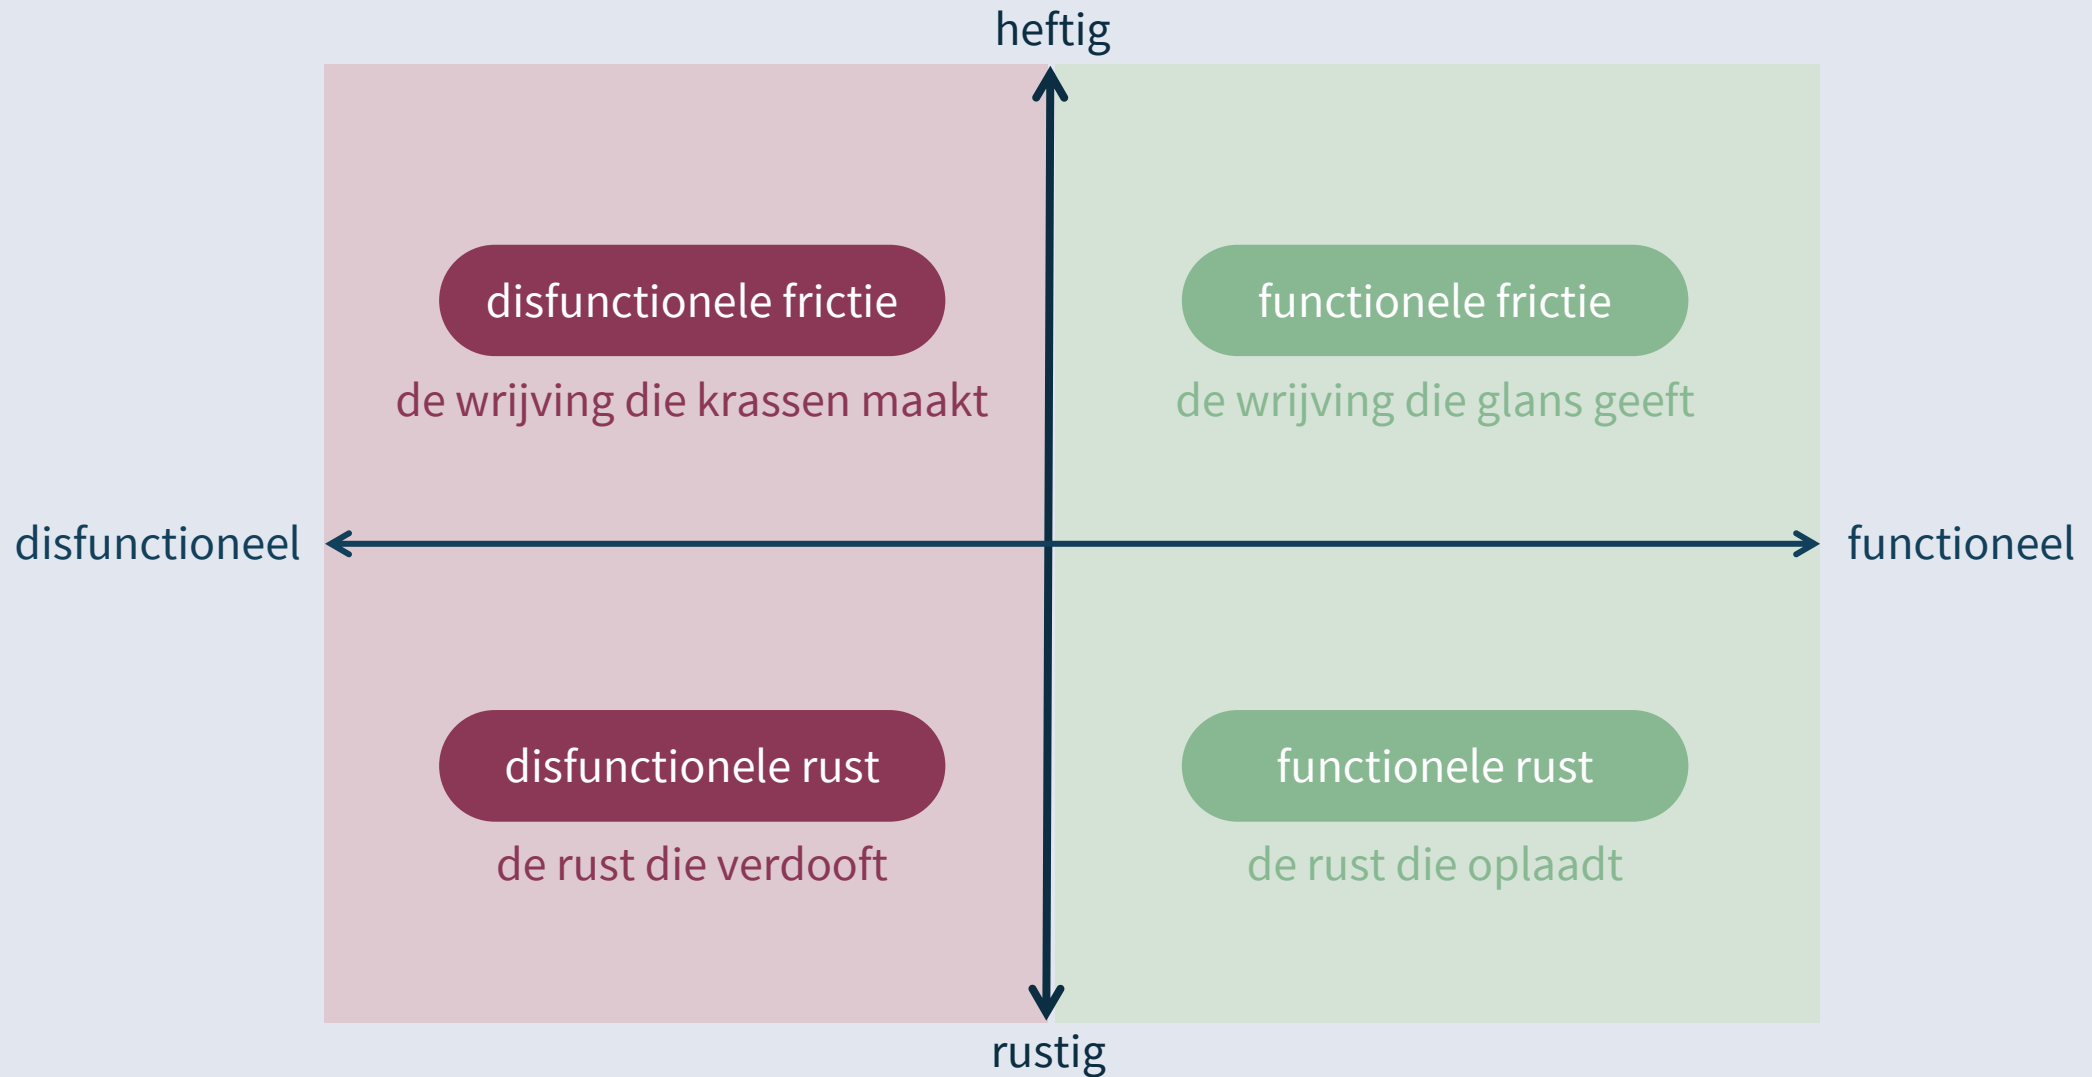 heftig
disfunctionele frictie
de wrijving die krassen maakt
functionele frictie
de wrijving die glans geeft
disfunctioneel
functioneel
disfunctionele rust
de rust die verdooft
functionele rust
de rust die oplaadt
rustig